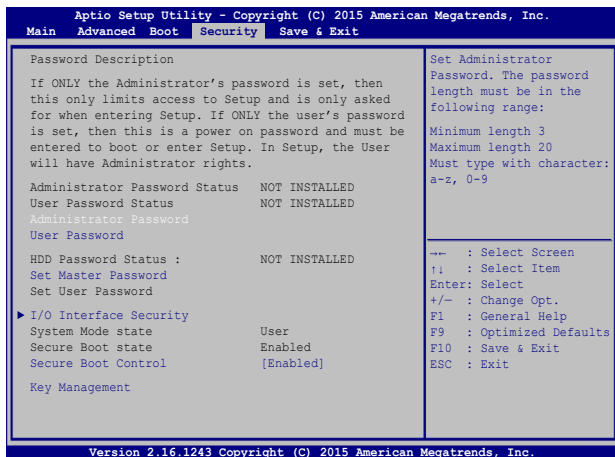 Aptio Setup Utility - Copyright (C) 2015 American Megatrends, Inc.
Main Advanced Boot Security Save & Exit
Password Description
If ONLY the Administrator's password is set, then
this only limits access to Setup and is only asked
for when entering Setup. If ONLY the user's password
is set, then this is a power on password and must be
entered to boot or enter Setup. In Setup, the User
will have Administrator rights.
Administrator Password Status NOT INSTALLED
User Password Status NOT INSTALLED
Administrator Password
User Password
HDD Password Status : NOT INSTALLED
Set Master Password
Set User Password
I/O Interface Security
System Mode state User
Secure Boot state Enabled
Secure Boot Control [Enabled]
Key Management
Set Administrator
Password. The password
length must be in the
following range:
Minimum length 3
Maximum length 20
Must type with character:
a-z, 0-9
→← : Select Screen
↑↓ : Select Item
Enter: Select
+/— : Change Opt.
F1 : General Help
F9 : Optimized Defaults
F10 : Save & Exit
ESC : Exit
Version 2.16.1243 Copyright (C) 2015 American Megatrends, Inc.